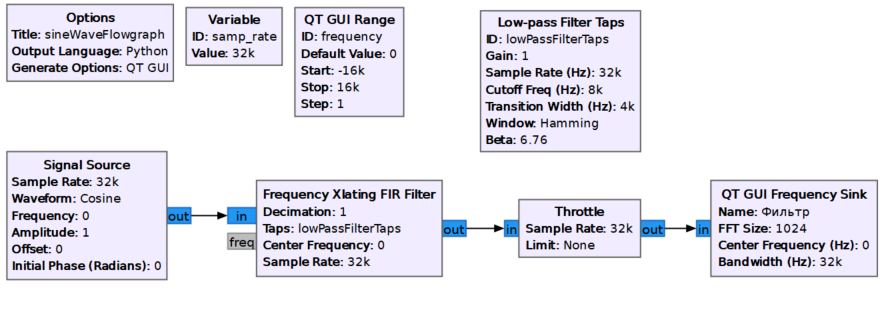 Options
Title: sineWaveFlowgraph
Output Language: Python
Generate Options: QT GUI
Variable
ID: samp_rate
Value: 32k
QT GUI Range
ID: frequency
Default Value: 0
Start: -16k
Stop: 16k
Step: 1
Low-pass Filter Taps
ID: lowPassFilterTaps
Gain: 1
Sample Rate (Hz): 32k
Cutoff Freq (Hz): 8k
Transition Width (Hz): 4k
Window: Hamming
Beta: 6.76
Signal Source
Sample Rate: 32k
Waveform: Cosine
Frequency: 0
Amplitude: 1
Offset: 0
Initial Phase (Radians): 0
out
in
freq
Frequency Xlating FIR Filter
Decimation: 1
Taps: lowPassFilterTaps
Center Frequency: 0
Sample Rate: 32k
out
in
Throttle
Sample Rate: 32k
Limit: None
out
in
QT GUI Frequency Sink
Name: Фильтр
FFT Size: 1024
Center Frequency (Hz): 0
Bandwidth (Hz): 32k